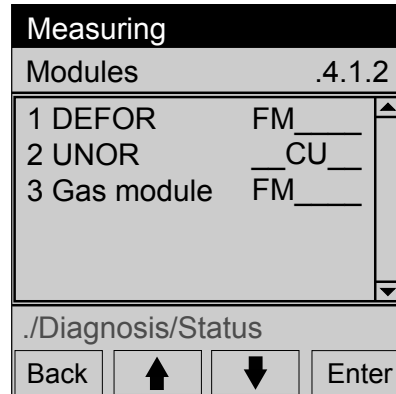 Measuring
Modules .4.1.2
1 DEFOR FM____
2 UNOR __CU__
3 Gas module FM____
./Diagnosis/Status
Back Enter